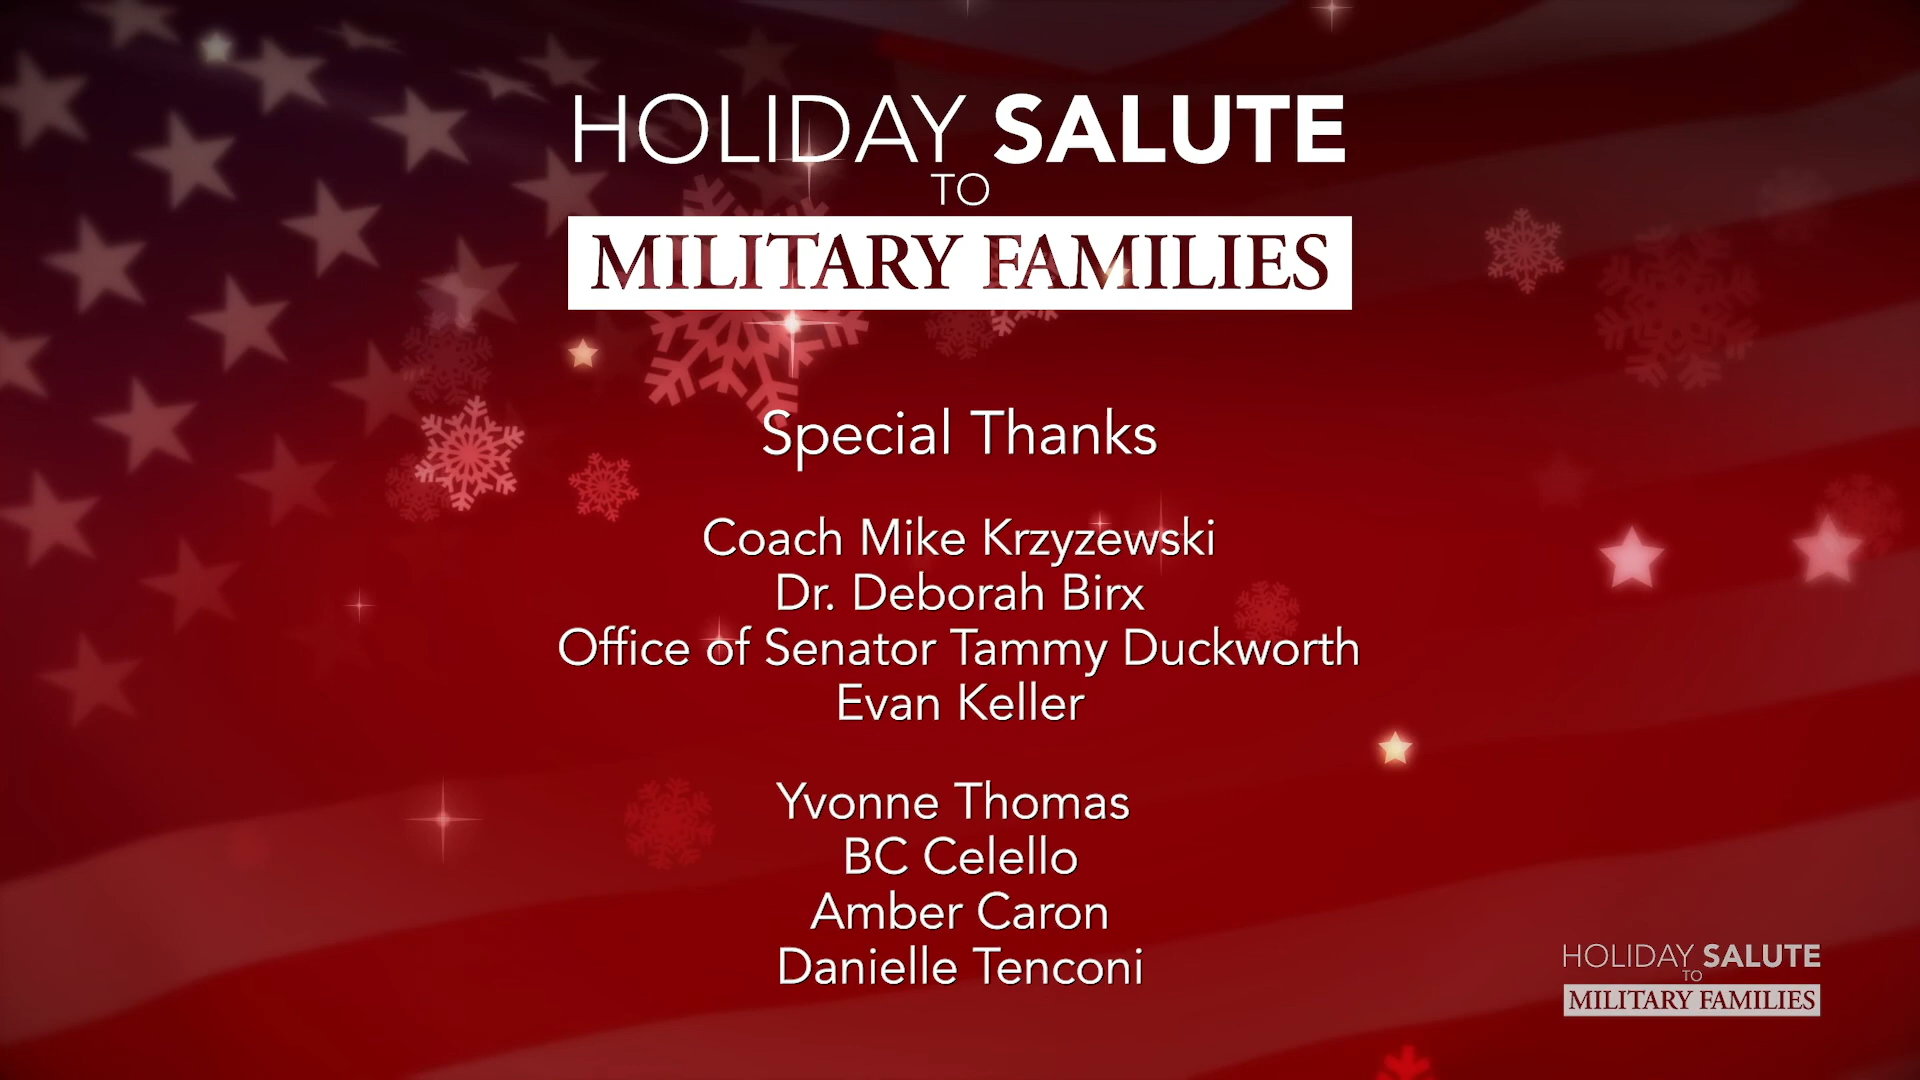 HOLIDAY SALUTE
TO
MILITARY FAMILIES
Special Thanks
Coach Mike Krzyzewski
Dr. Deborah Birx
Office of Senator Tammy Duckworth
Evan Keller
Yvonne Thomas
BC Celello
Amber Caron
Danielle Tenconi
HOLIDAY SALUTE
TO
MILITARY FAMILIES